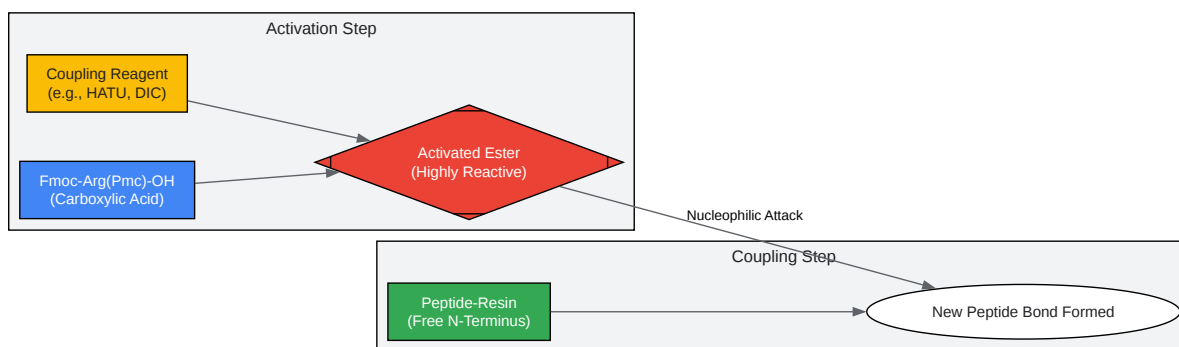 Activation Step
Coupling Reagent
(e.g., HATU, DIC)
Fmoc-Arg(Pmc)-OH
(Carboxylic Acid)
Activated Ester
(Highly Reactive)
Nucleophilic Attack
Coupling Step
Peptide-Resin
(Free N-Terminus)
New Peptide Bond Formed